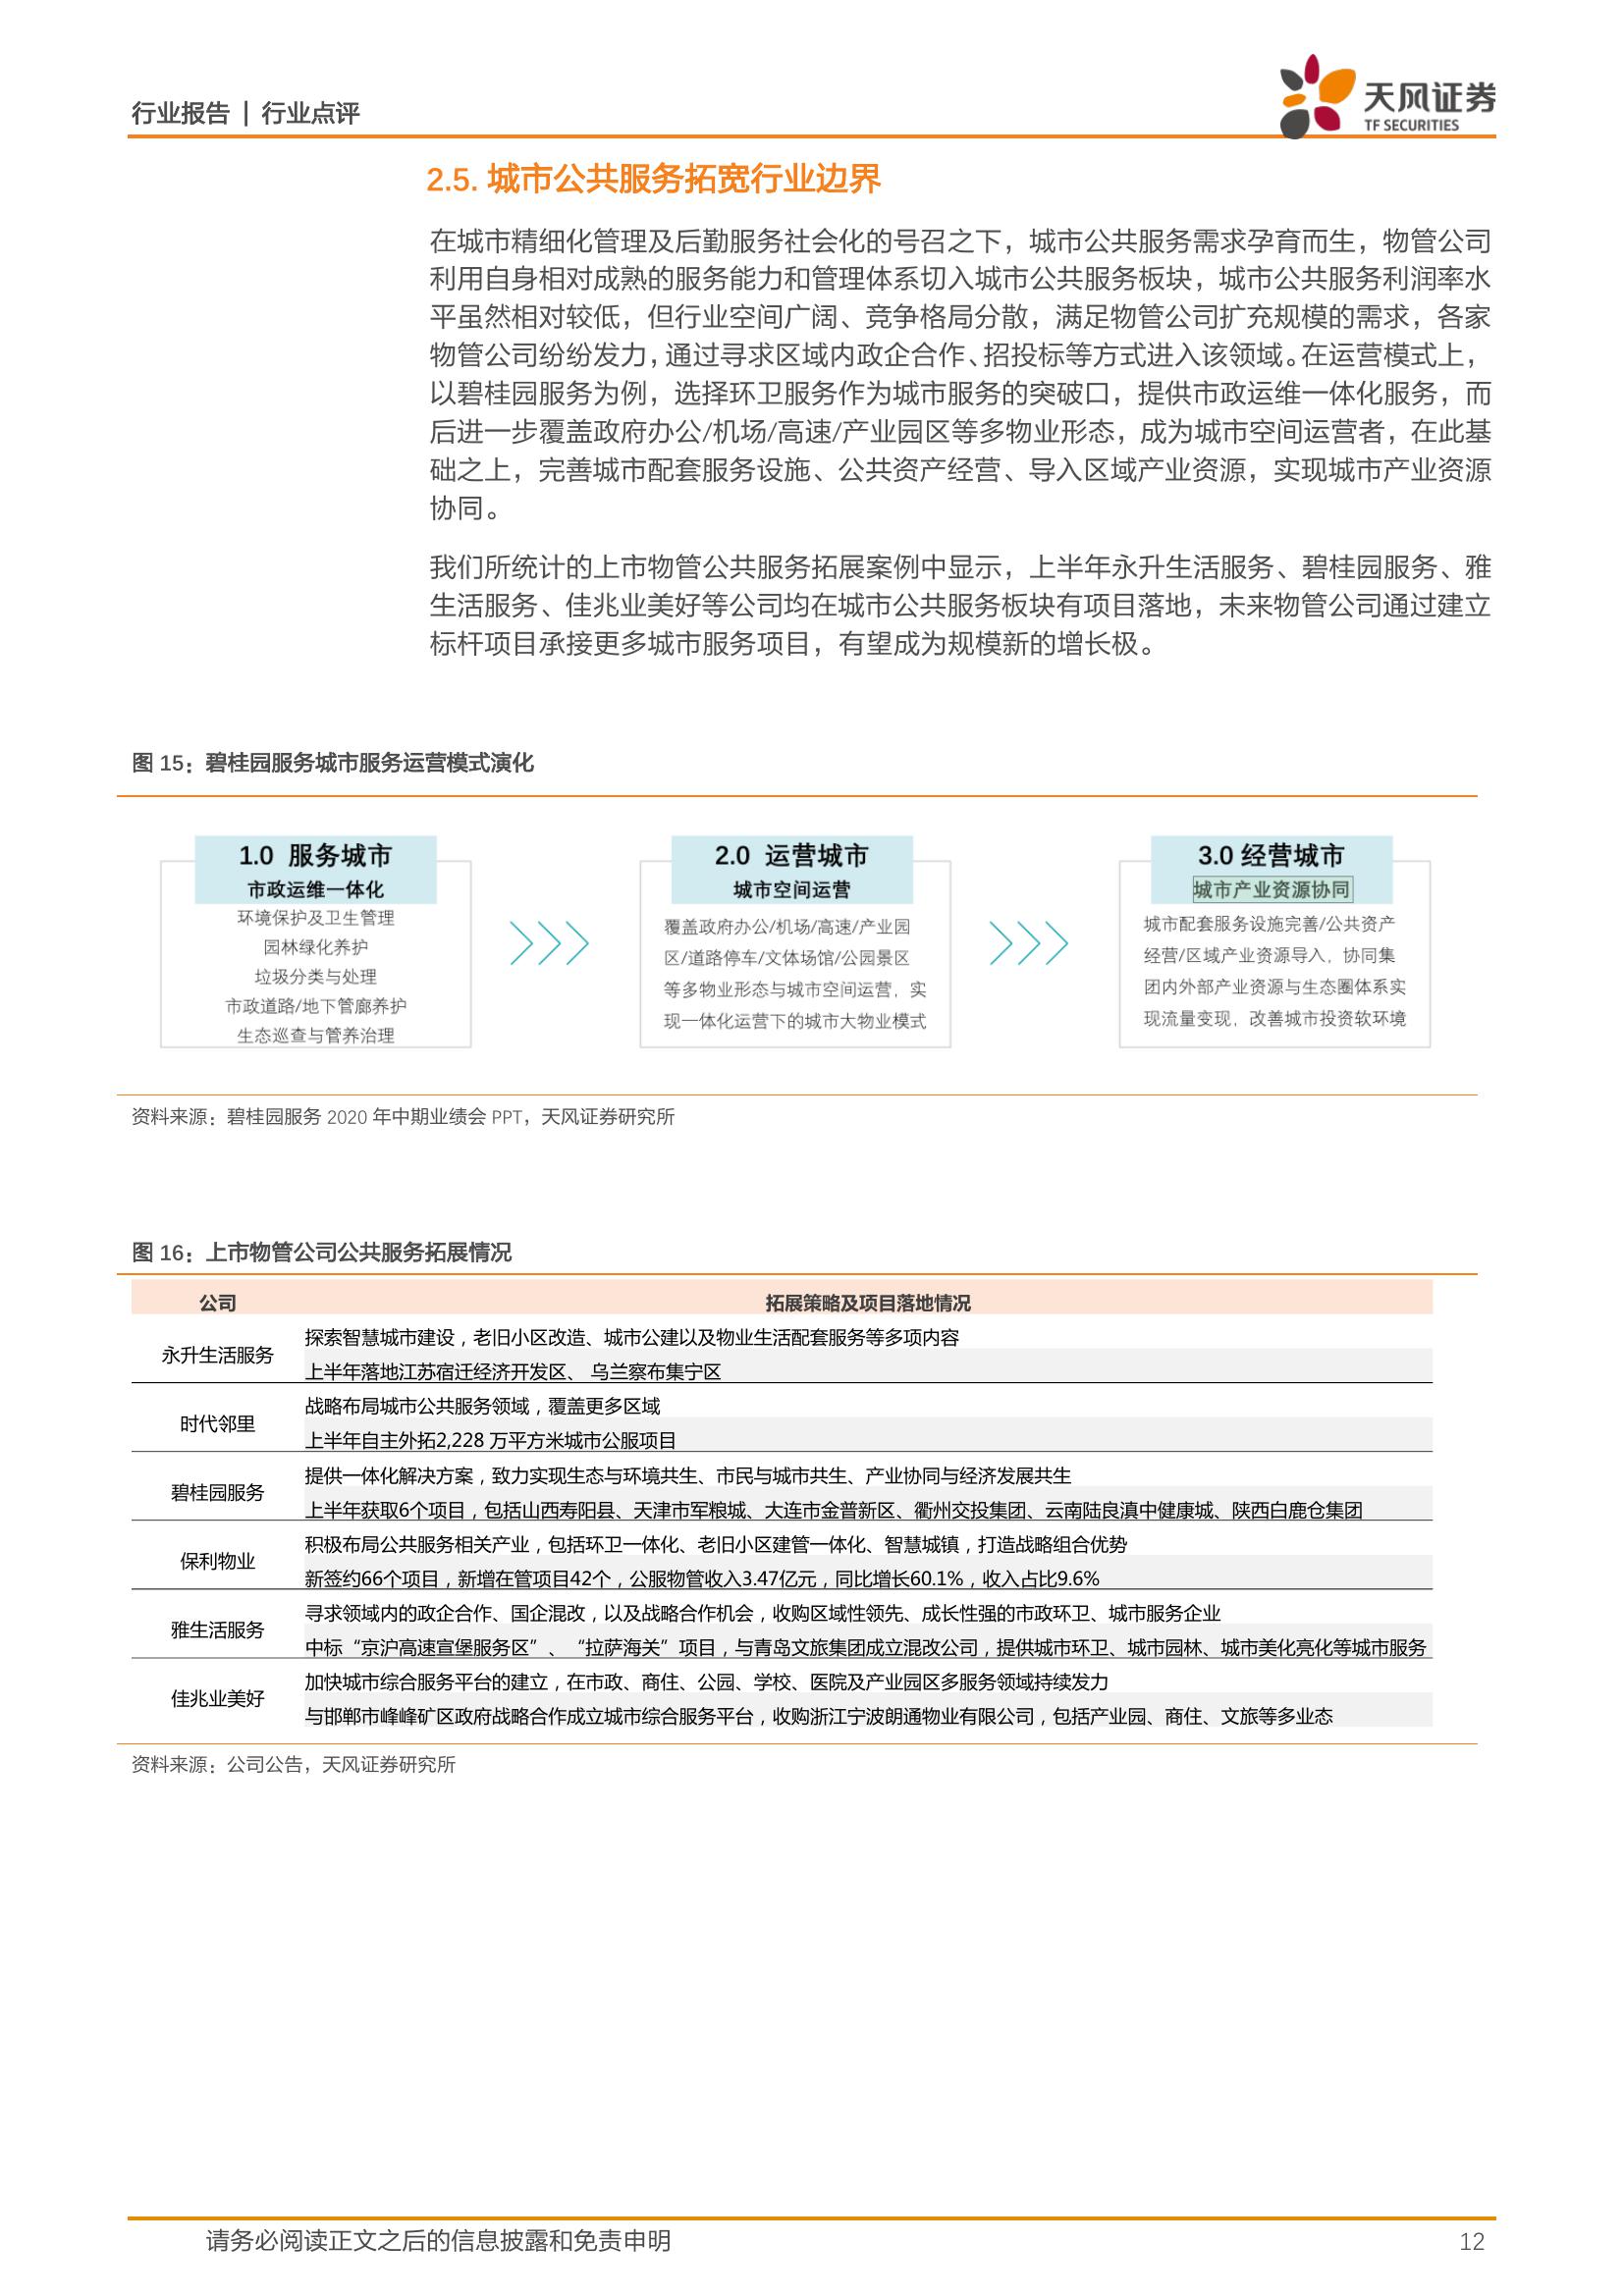 行业报告 | 行业点评
天风证券
TF SECURITIES
2.5. 城市公共服务拓宽行业边界
在城市精细化管理及后勤服务社会化的号召之下，城市公共服务需求孕育而生，物管公司
利用自身相对成熟的服务能力和管理体系切入城市公共服务板块，城市公共服务利润率水
平虽然相对较低，但行业空间广阔、竞争格局分散，满足物管公司扩充规模的需求，各家
物管公司纷纷发力，通过寻求区域内政企合作、招投标等方式进入该领域。在运营模式上，
以碧桂园服务为例，选择环卫服务作为城市服务的突破口，提供市政运维一体化服务，而
后进一步覆盖政府办公/机场/高速/产业园区等多物业形态，成为城市空间运营者，在此基
础之上，完善城市配套服务设施、公共资产经营、导入区域产业资源，实现城市产业资源
协同。
我们所统计的上市物管公共服务拓展案例中显示，上半年永升生活服务、碧桂园服务、雅
生活服务、佳兆业美好等公司均在城市公共服务板块有项目落地，未来物管公司通过建立
标杆项目承接更多城市服务项目，有望成为规模新的增长极。
图 15：碧桂园服务城市服务运营模式演化
1.0 服务城市
市政运维一体化
环境保护及卫生管理
园林绿化养护
垃圾分类与处理
市政道路/地下管廊养护
生态巡查与管养治理
2.0 运营城市
城市空间运营
覆盖政府办公/机场/高速/产业园
区/道路停车/文体场馆/公园景区
等多物业形态与城市空间运营，实
现一体化运营下的城市大物业模式
3.0 经营城市
城市产业资源协同
城市配套服务设施完善/公共资产
经营/区域产业资源导入，协同集
团内外部产业资源与生态圈体系实
现流量变现，改善城市投资软环境
资料来源：碧桂园服务 2020 年中期业绩会 PPT，天风证券研究所
图 16：上市物管公司公共服务拓展情况
公司 拓展策略及项目落地情况
永升生活服务
探索智慧城市建设，老旧小区改造、城市公建以及物业生活配套服务等多项内容
上半年落地江苏宿迁经济开发区、 乌兰察布集宁区
时代邻里
战略布局城市公共服务领域，覆盖更多区域
上半年自主外拓2,228 万平方米城市公服项目
碧桂园服务
提供一体化解决方案，致力实现生态与环境共生、市民与城市共生、产业协同与经济发展共生
上半年获取6个项目，包括山西寿阳县、天津市军粮城、大连市金普新区、衢州交投集团、云南陆良滇中健康城、陕西白鹿仓集团
保利物业
积极布局公共服务相关产业，包括环卫一体化、老旧小区建管一体化、智慧城镇，打造战略组合优势
新签约66个项目，新增在管项目42个，公服物管收入3.47亿元，同比增长60.1%，收入占比9.6%
雅生活服务
寻求领域内的政企合作、国企混改，以及战略合作机会，收购区域性领先、成长性强的市政环卫、城市服务企业
中标“京沪高速宣堡服务区”、“拉萨海关”项目，与青岛文旅集团成立混改公司，提供城市环卫、城市园林、城市美化亮化等城市服务
佳兆业美好
加快城市综合服务平台的建立，在市政、商住、公园、学校、医院及产业园区多服务领域持续发力
与邯郸市峰峰矿区政府战略合作成立城市综合服务平台，收购浙江宁波朗通物业有限公司，包括产业园、商住、文旅等多业态
资料来源：公司公告，天风证券研究所
请务必阅读正文之后的信息披露和免责申明
12